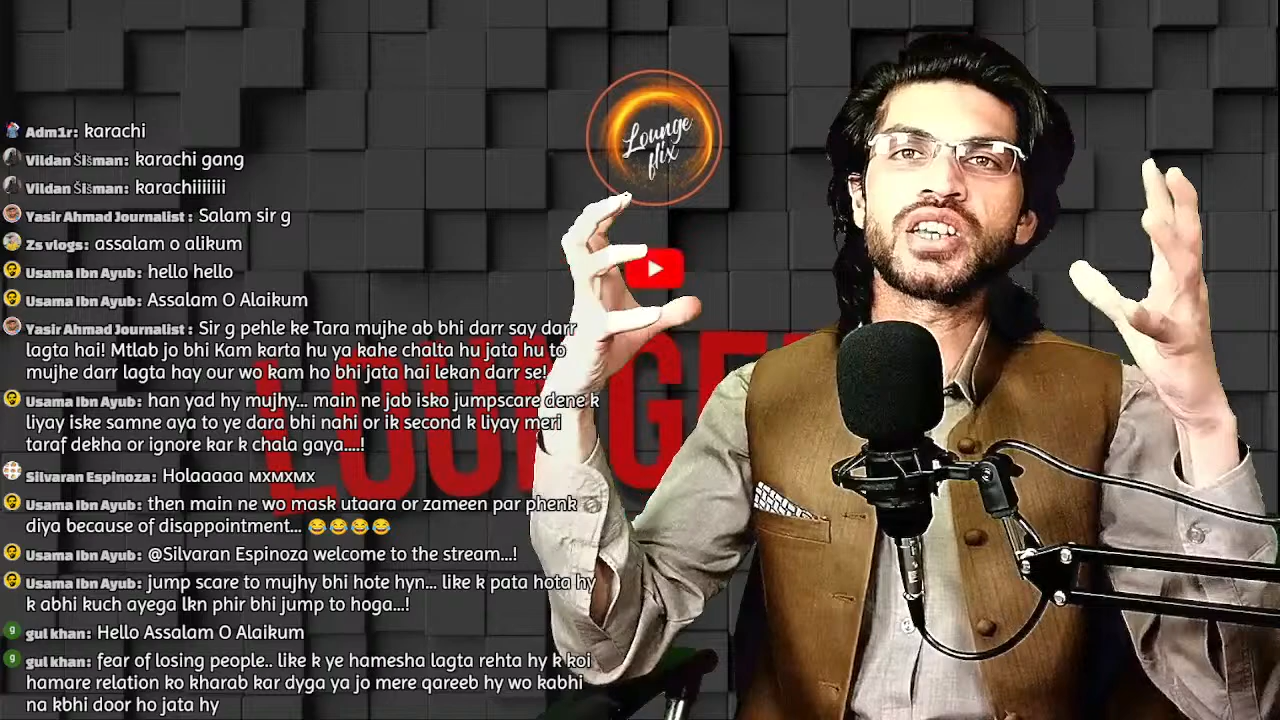 Lounge
flix
LOUNGE
Adm1r: karachi
Vildan Šišman: karachi gang
Vildan Šišman: karachiiiiiii
Yasir Ahmad Journalist : Salam sir g
Zs vlogs: assalam o alikum
Usama Ibn Ayub: hello hello
Usama Ibn Ayub: Assalam O Alaikum
Yasir Ahmad Journalist : Sir g pehle ke Tara mujhe ab bhi darr say darr
lagta hai! Mtlab jo bhi Kam karta hu ya kahe chalta hu jata hu to
mujhe darr lagta hay our wo kam ho bhi jata hai lekan darr se!
Usama Ibn Ayub: han yad hy mujhy... main ne jab isko jumpscare dene k
liyay iske samne aya to ye dara bhi nahi or ik second k liyay meri
taraf dekha or ignore kar k chala gaya....!
Silvaran Espinoza: Holaaaaa мxмxмx
Usama Ibn Ayub: then main ne wo mask utaara or zameen par phenk
diya because of disappointment... 😂😂😂😂
Usama Ibn Ayub: @Silvaran Espinoza welcome to the stream...!
Usama Ibn Ayub: jump scare to mujhy bhi hote hyn... like k pata hota hy
k abhi kuch ayega lkn phir bhi jump to hoga...!
g gul khan: Hello Assalam O Alaikum
g gul khan: fear of losing people.. like k ye hamesha lagta rehta hy k koi
hamare relation ko kharab kar dyga ya jo mere qareeb hy wo kabhi
na kbhi door ho jata hy